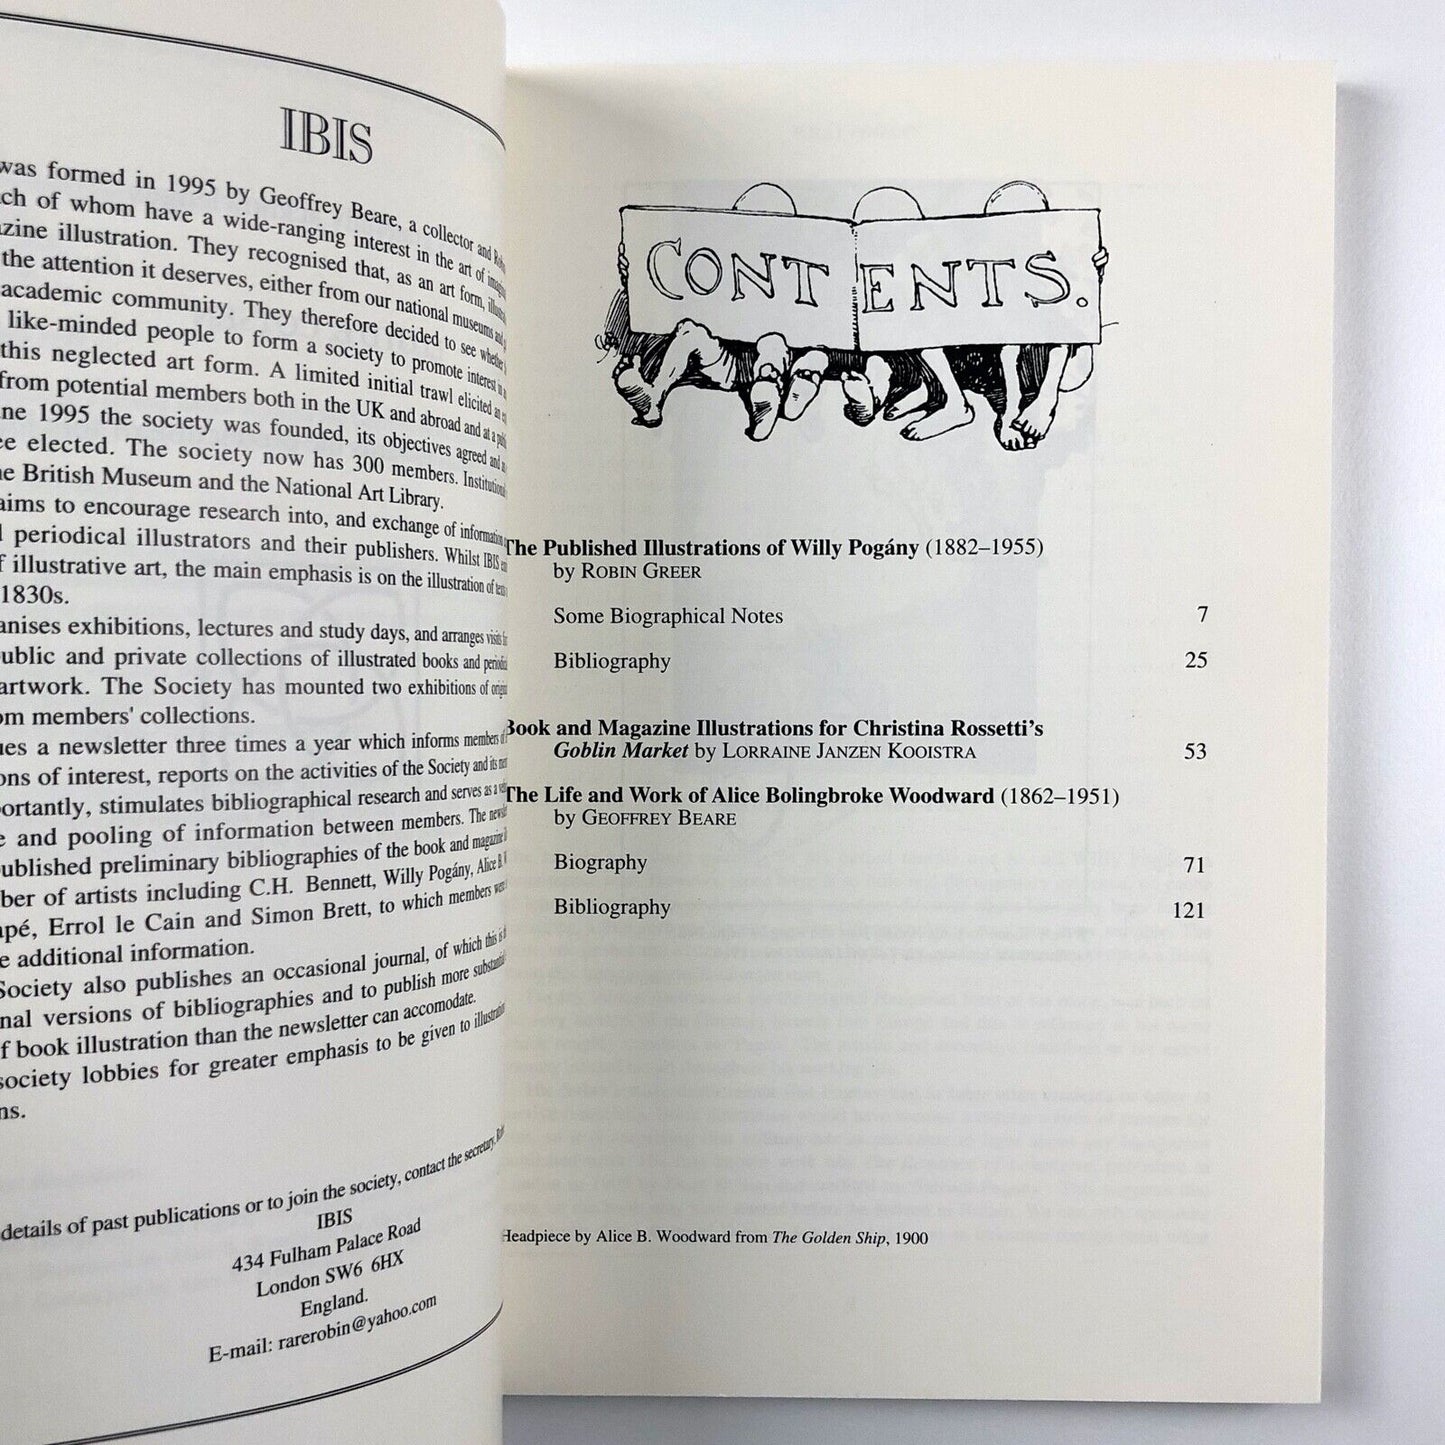 IBIS
was formed in 1995 by Geoffrey Beare, a collector and
of whom have a wide-ranging interest in the art of
illustration. They recognised that, as an art form,
the attention it deserves, either from our national museums and
academic community. They therefore decided to see whether
like-minded people to form a society to promote interest in
this neglected art form. A limited initial trawl elicited an
from potential members both in the UK and abroad and at a
1995 the society was founded, its objectives agreed and
elected. The society now has 300 members.
British Museum and the National Art Library.
aims to encourage research into, and exchange of information
periodical illustrators and their publishers. Whilst IBIS
illustrative art, the main emphasis is on the illustration of
1830s.
exhibitions, lectures and study days, and arranges visits
public and private collections of illustrated books and
artwork. The Society has mounted two exhibitions of
members' collections.
a newsletter three times a year which informs members of
of interest, reports on the activities of the Society and its
stimulates bibliographical research and serves as a
and pooling of information between members. The
published preliminary bibliographies of the book and magazine
of artists including C.H. Bennett, Willy Pogány, Alice B.
Errol le Cain and Simon Brett, to which members were
additional information.
Society also publishes an occasional journal, of which this is
versions of bibliographies and to publish more
of book illustration than the newsletter can accomodate.
society lobbies for greater emphasis to be given to
details of past publications or to join the society, contact the secretary,
IBIS
434 Fulham Palace Road
London SW6 6HX
England.
E-mail: rarerobin@yahoo.com
CONTENTS.
The Published Illustrations of Willy Pogány (1882–1955)
by ROBIN GREER
Some Biographical Notes 7
Bibliography 25
Book and Magazine Illustrations for Christina Rossetti's
Goblin Market by LORRAINE JANZEN KOOISTRA 53
The Life and Work of Alice Bolingbroke Woodward (1862–1951)
by GEOFFREY BEARE
Biography 71
Bibliography 121
Headpiece by Alice B. Woodward from The Golden Ship, 1900